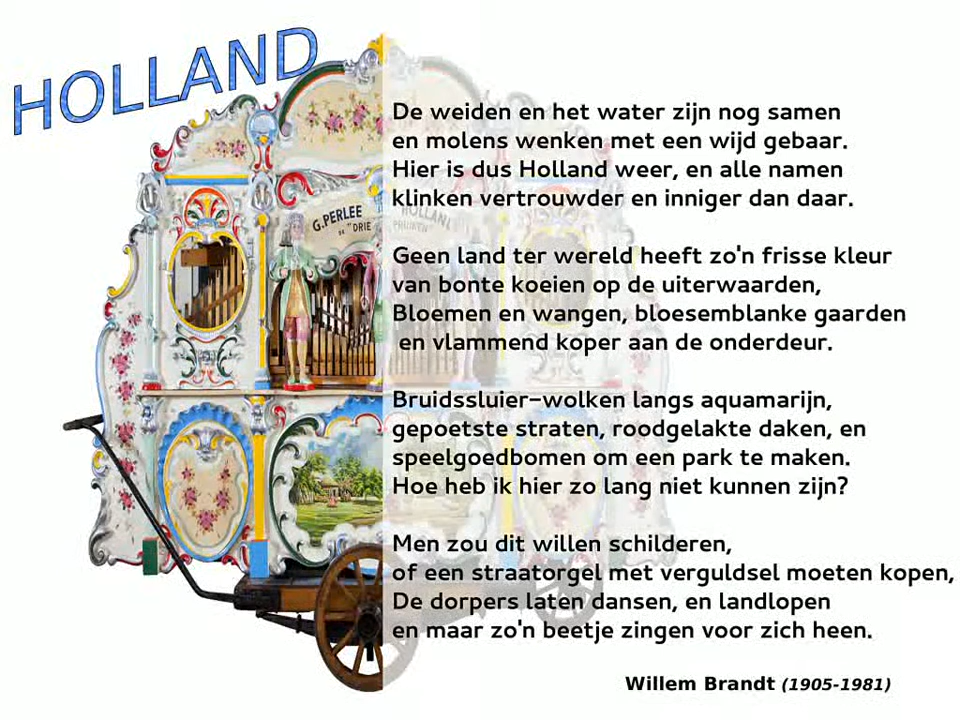 HOLLAND
De weiden en het water zijn nog samen
en molens wenken met een wijd gebaar.
Hier is dus Holland weer, en alle namen
klinken vertrouwder en inniger dan daar.
G.PERLEE HOLLAND
DE "DRIE PRUIKEN"
Geen land ter wereld heeft zo'n frisse kleur
van bonte koeien op de uiterwaarden,
Bloemen en wangen, bloesemblanke gaarden
en vlammend koper aan de onderdeur.
Bruidssluier-wolken langs aquamarijn,
gepoetste straten, roodgelakte daken, en
speelgoedbomen om een park te maken.
Hoe heb ik hier zo lang niet kunnen zijn?
Men zou dit willen schilderen,
of een straatorgel met verguldsel moeten kopen,
De dorpers laten dansen, en landlopen
en maar zo'n beetje zingen voor zich heen.
Willem Brandt (1905-1981)